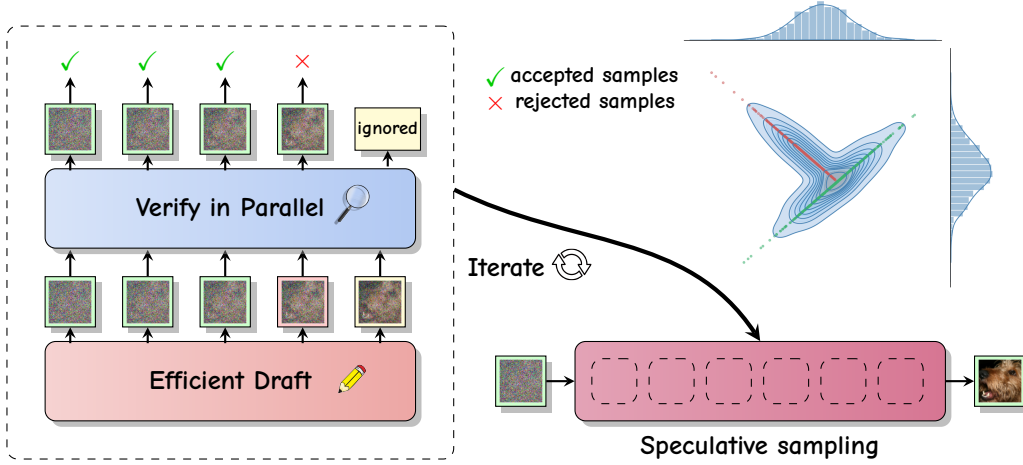 accepted samples
rejected samples
ignored
Verify in Parallel
Iterate
Efficient Draft
Speculative sampling